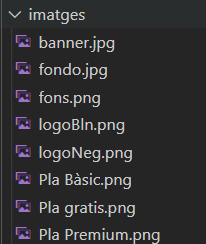 imatges
banner.jpg
fondo.jpg
fons.png
logoBln.png
logoNeg.png
Pla Bàsic.png
Pla gratis.png
Pla Premium.png